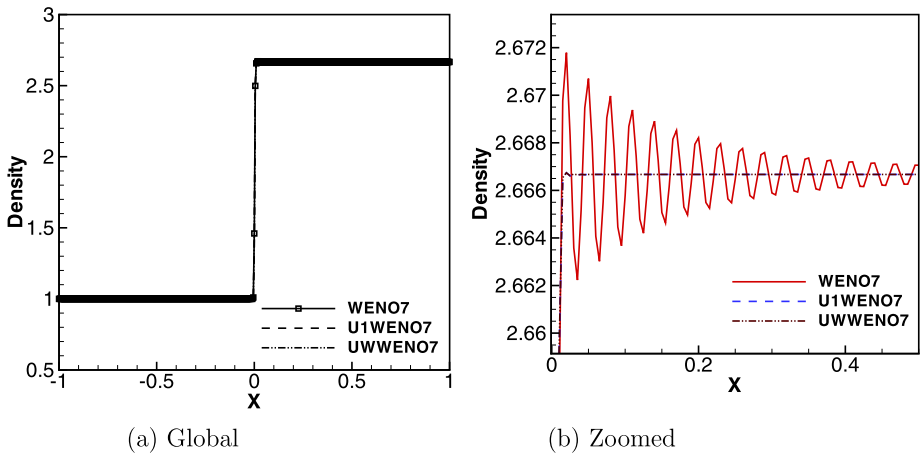 3
2.5
2
1.5
1
0.5
Density
-1
-0.5
0
0.5
1
X
WENO7
U1WENO7
UWWENO7
(a) Global
2.672
2.67
2.668
2.666
2.664
2.662
2.66
Density
0
0.2
0.4
X
WENO7
U1WENO7
UWWENO7
(b) Zoomed